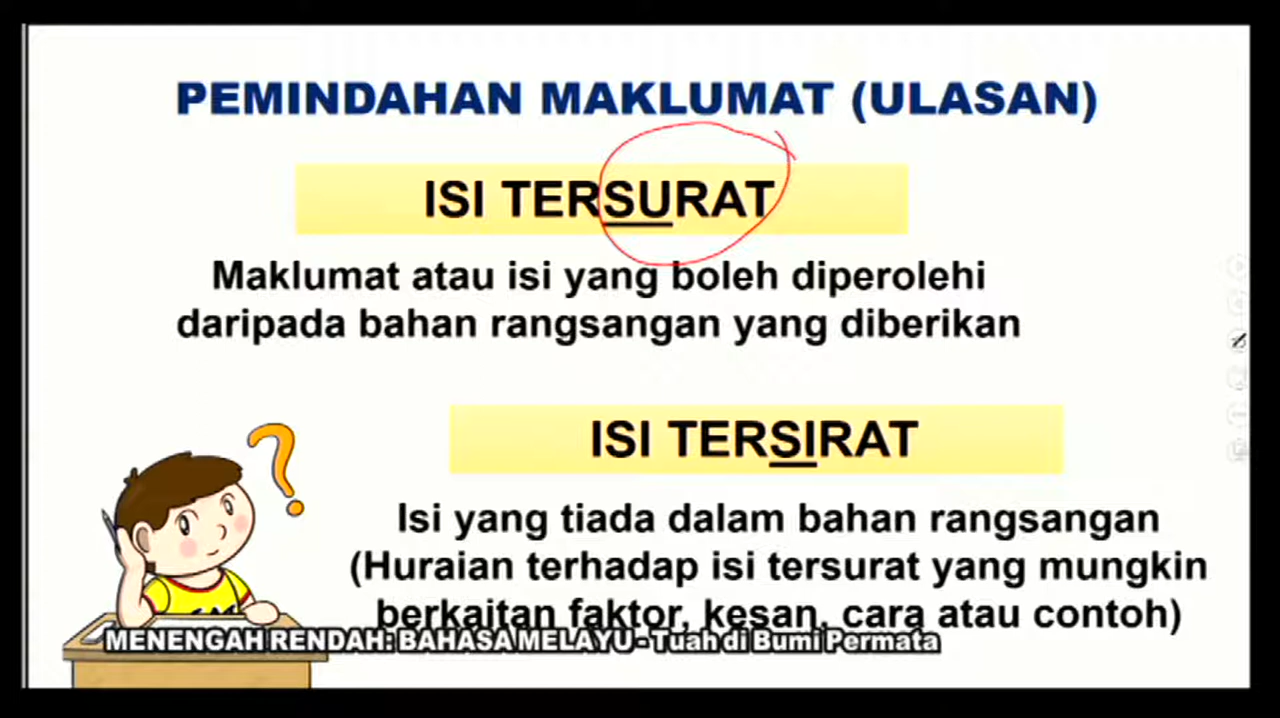 PEMINDAHAN MAKLUMAT (ULASAN)
ISI TERSURAT
Maklumat atau isi yang boleh diperolehi
daripada bahan rangsangan yang diberikan
ISI TERSIRAT
Isi yang tiada dalam bahan rangsangan
(Huraian terhadap isi tersurat yang mungkin
berkaitan faktor, kesan, cara atau contoh)
MENENGAH RENDAH: BAHASA MELAYU - Tuah di Bumi Permata